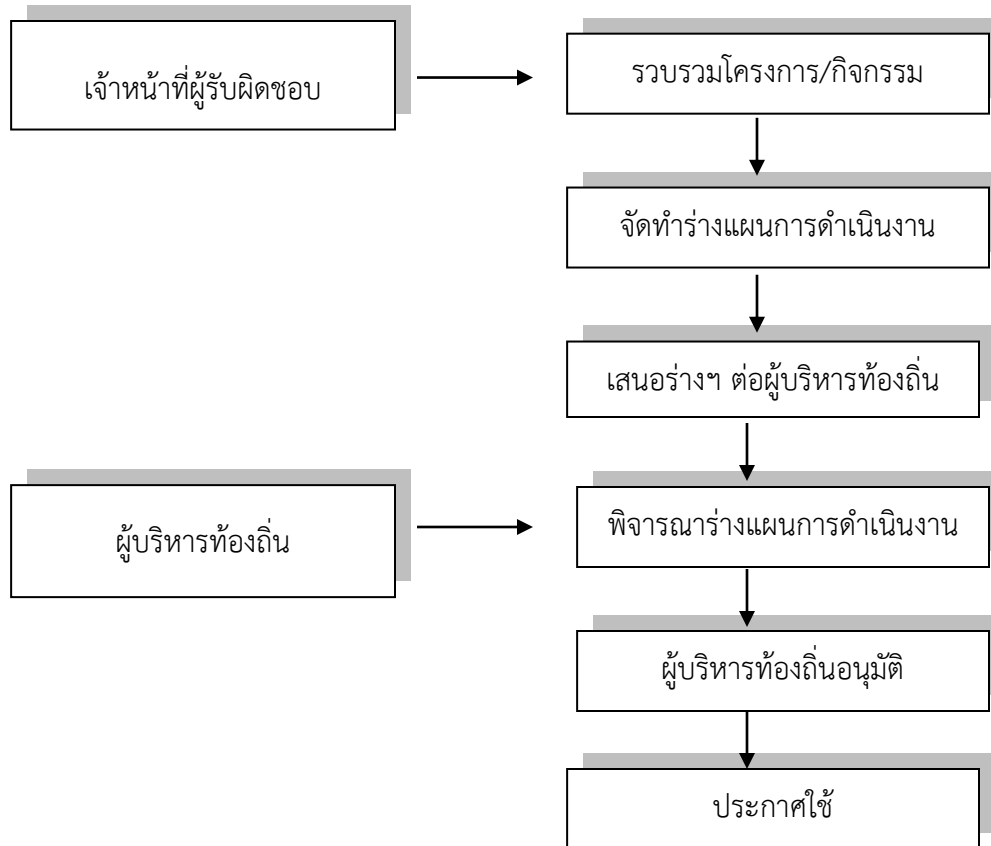 เจ้าหน้าที่ผู้รับผิดชอบ
รวบรวมโครงการ/กิจกรรม
จัดทำร่างแผนการดำเนินงาน
เสนอร่างฯ ต่อผู้บริหารท้องถิ่น
ผู้บริหารท้องถิ่น
พิจารณาร่างแผนการดำเนินงาน
ผู้บริหารท้องถิ่นอนุมัติ
ประกาศใช้